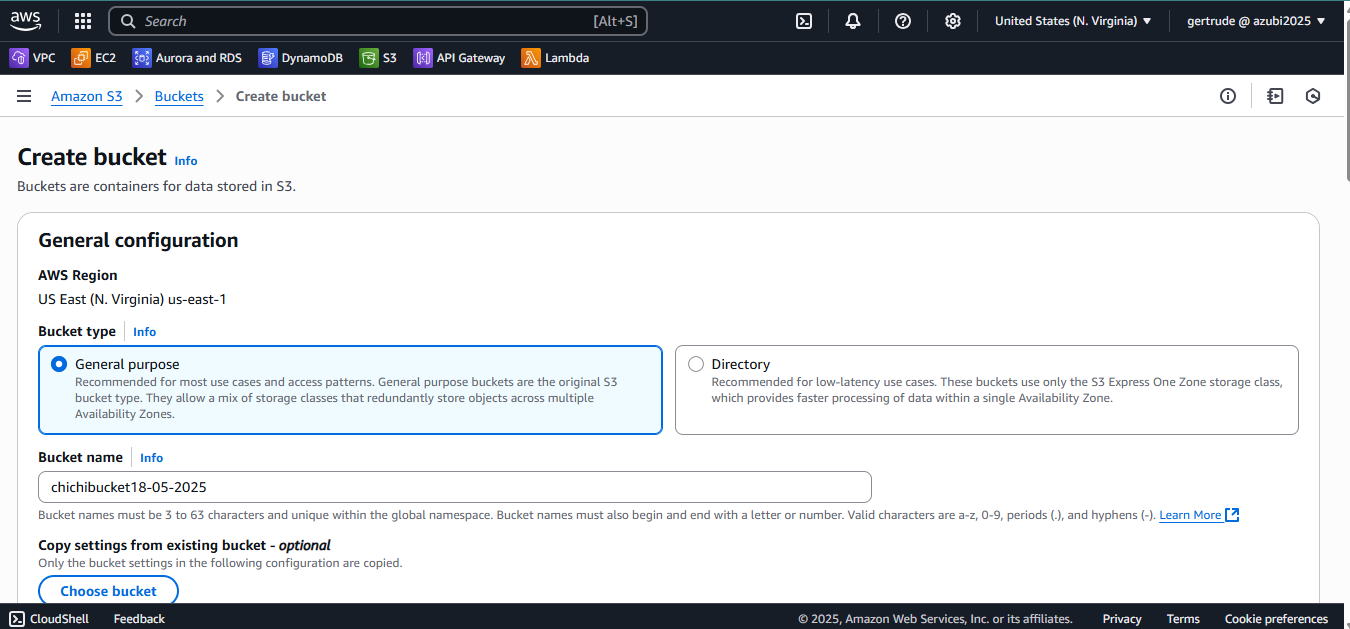 aws
Search [Alt+S] United States (N. Virginia) gertrude @ azubi2025
VPC EC2 Aurora and RDS DynamoDB S3 API Gateway Lambda
Amazon S3 Buckets Create bucket
Create bucket Info
Buckets are containers for data stored in S3.
General configuration
AWS Region
US East (N. Virginia) us-east-1
Bucket type Info
General purpose
Recommended for most use cases and access patterns. General purpose buckets are the original S3
bucket type. They allow a mix of storage classes that redundantly store objects across multiple
Availability Zones.
Directory
Recommended for low-latency use cases. These buckets use only the S3 Express One Zone storage class,
which provides faster processing of data within a single Availability Zone.
Bucket name Info
chichibucket18-05-2025
Bucket names must be 3 to 63 characters and unique within the global namespace. Bucket names must also begin and end with a letter or number. Valid characters are a-z, 0-9, periods (.), and hyphens (-). Learn More
Copy settings from existing bucket - optional
Only the bucket settings in the following configuration are copied.
Choose bucket
CloudShell Feedback © 2025, Amazon Web Services, Inc. or its affiliates. Privacy Terms Cookie preferences